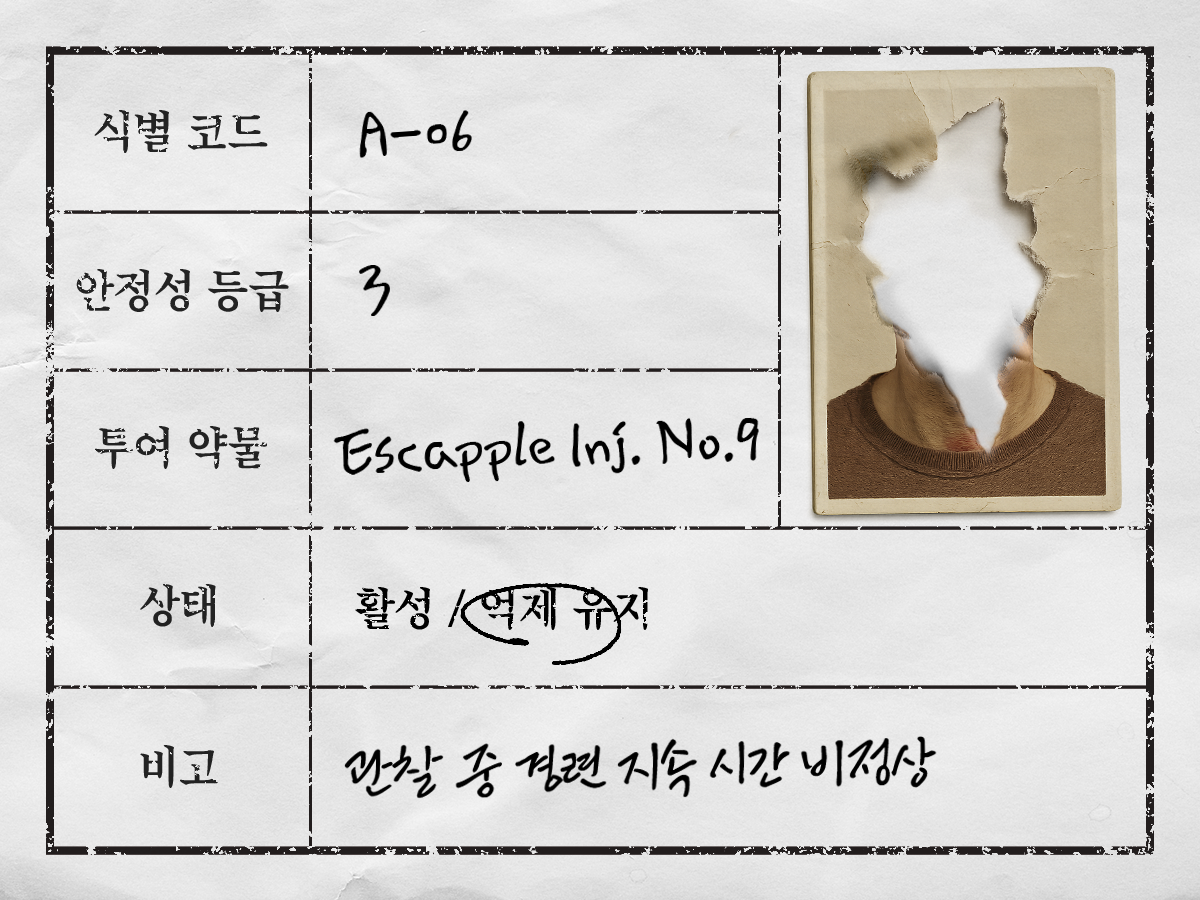 식별 코드 A-06
안정성 등급 3
투여 약물 Escapple Inj. No.9
상태 활성 / 억제 유지
비고 관찰 중 경련 지속 시간 비정상